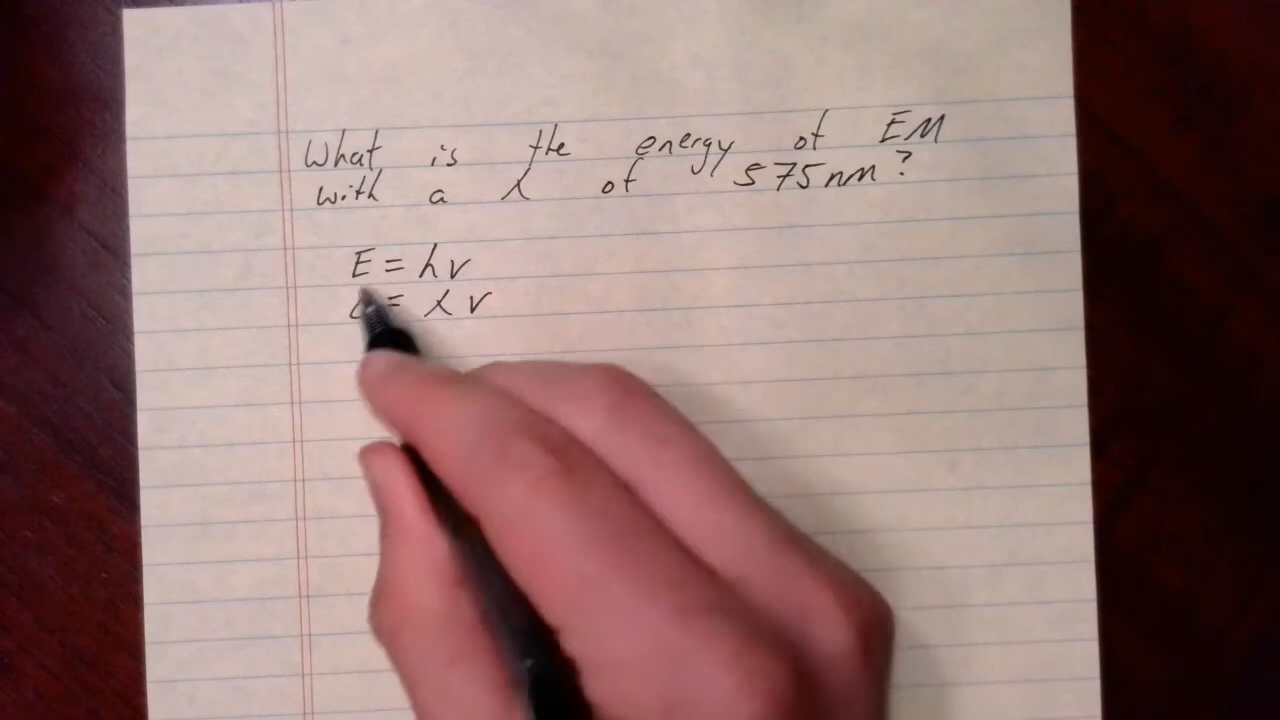 What is the energy of EM
with a λ of 575nm?
E = hν
c = λν